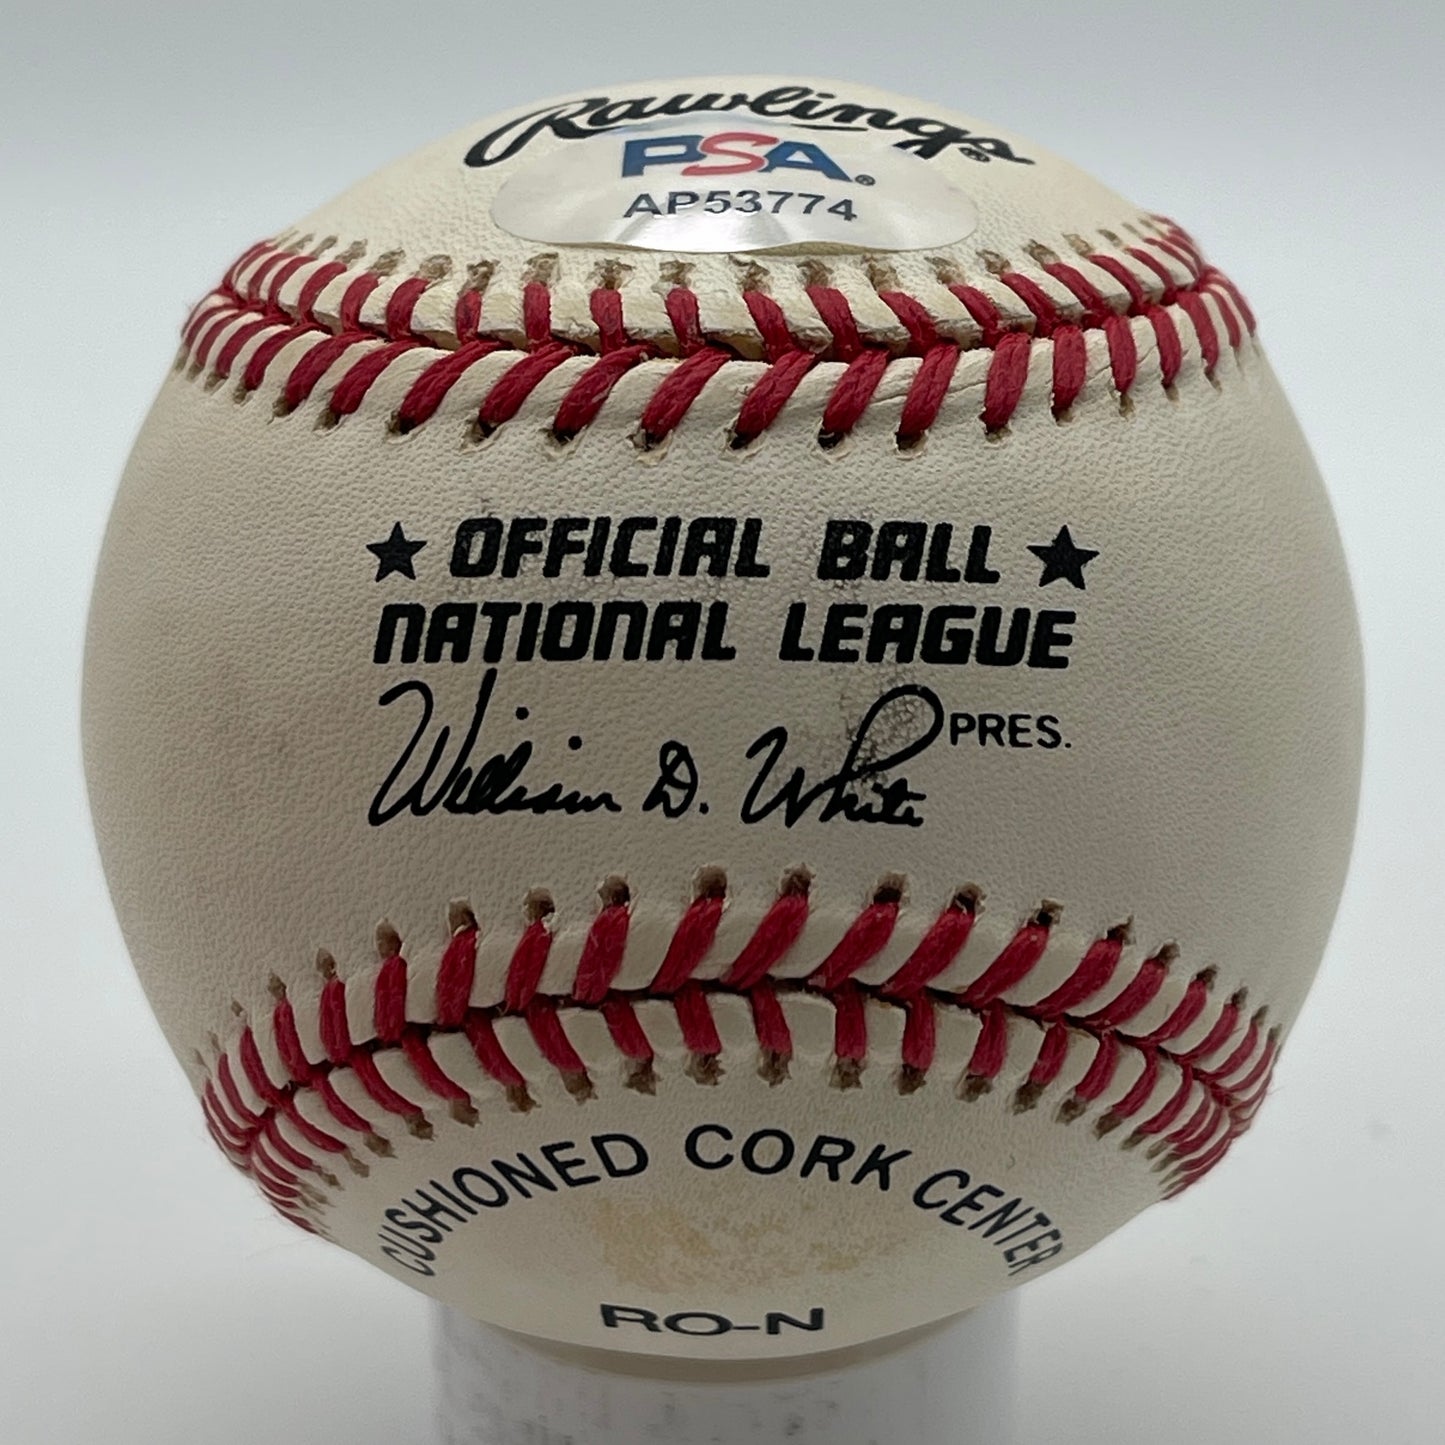 Rawlings®
PSA®
AP53774
★ OFFICIAL BALL ★
NATIONAL LEAGUE
William D. White PRES.
CUSHIONED CORK CENTER
RO-N